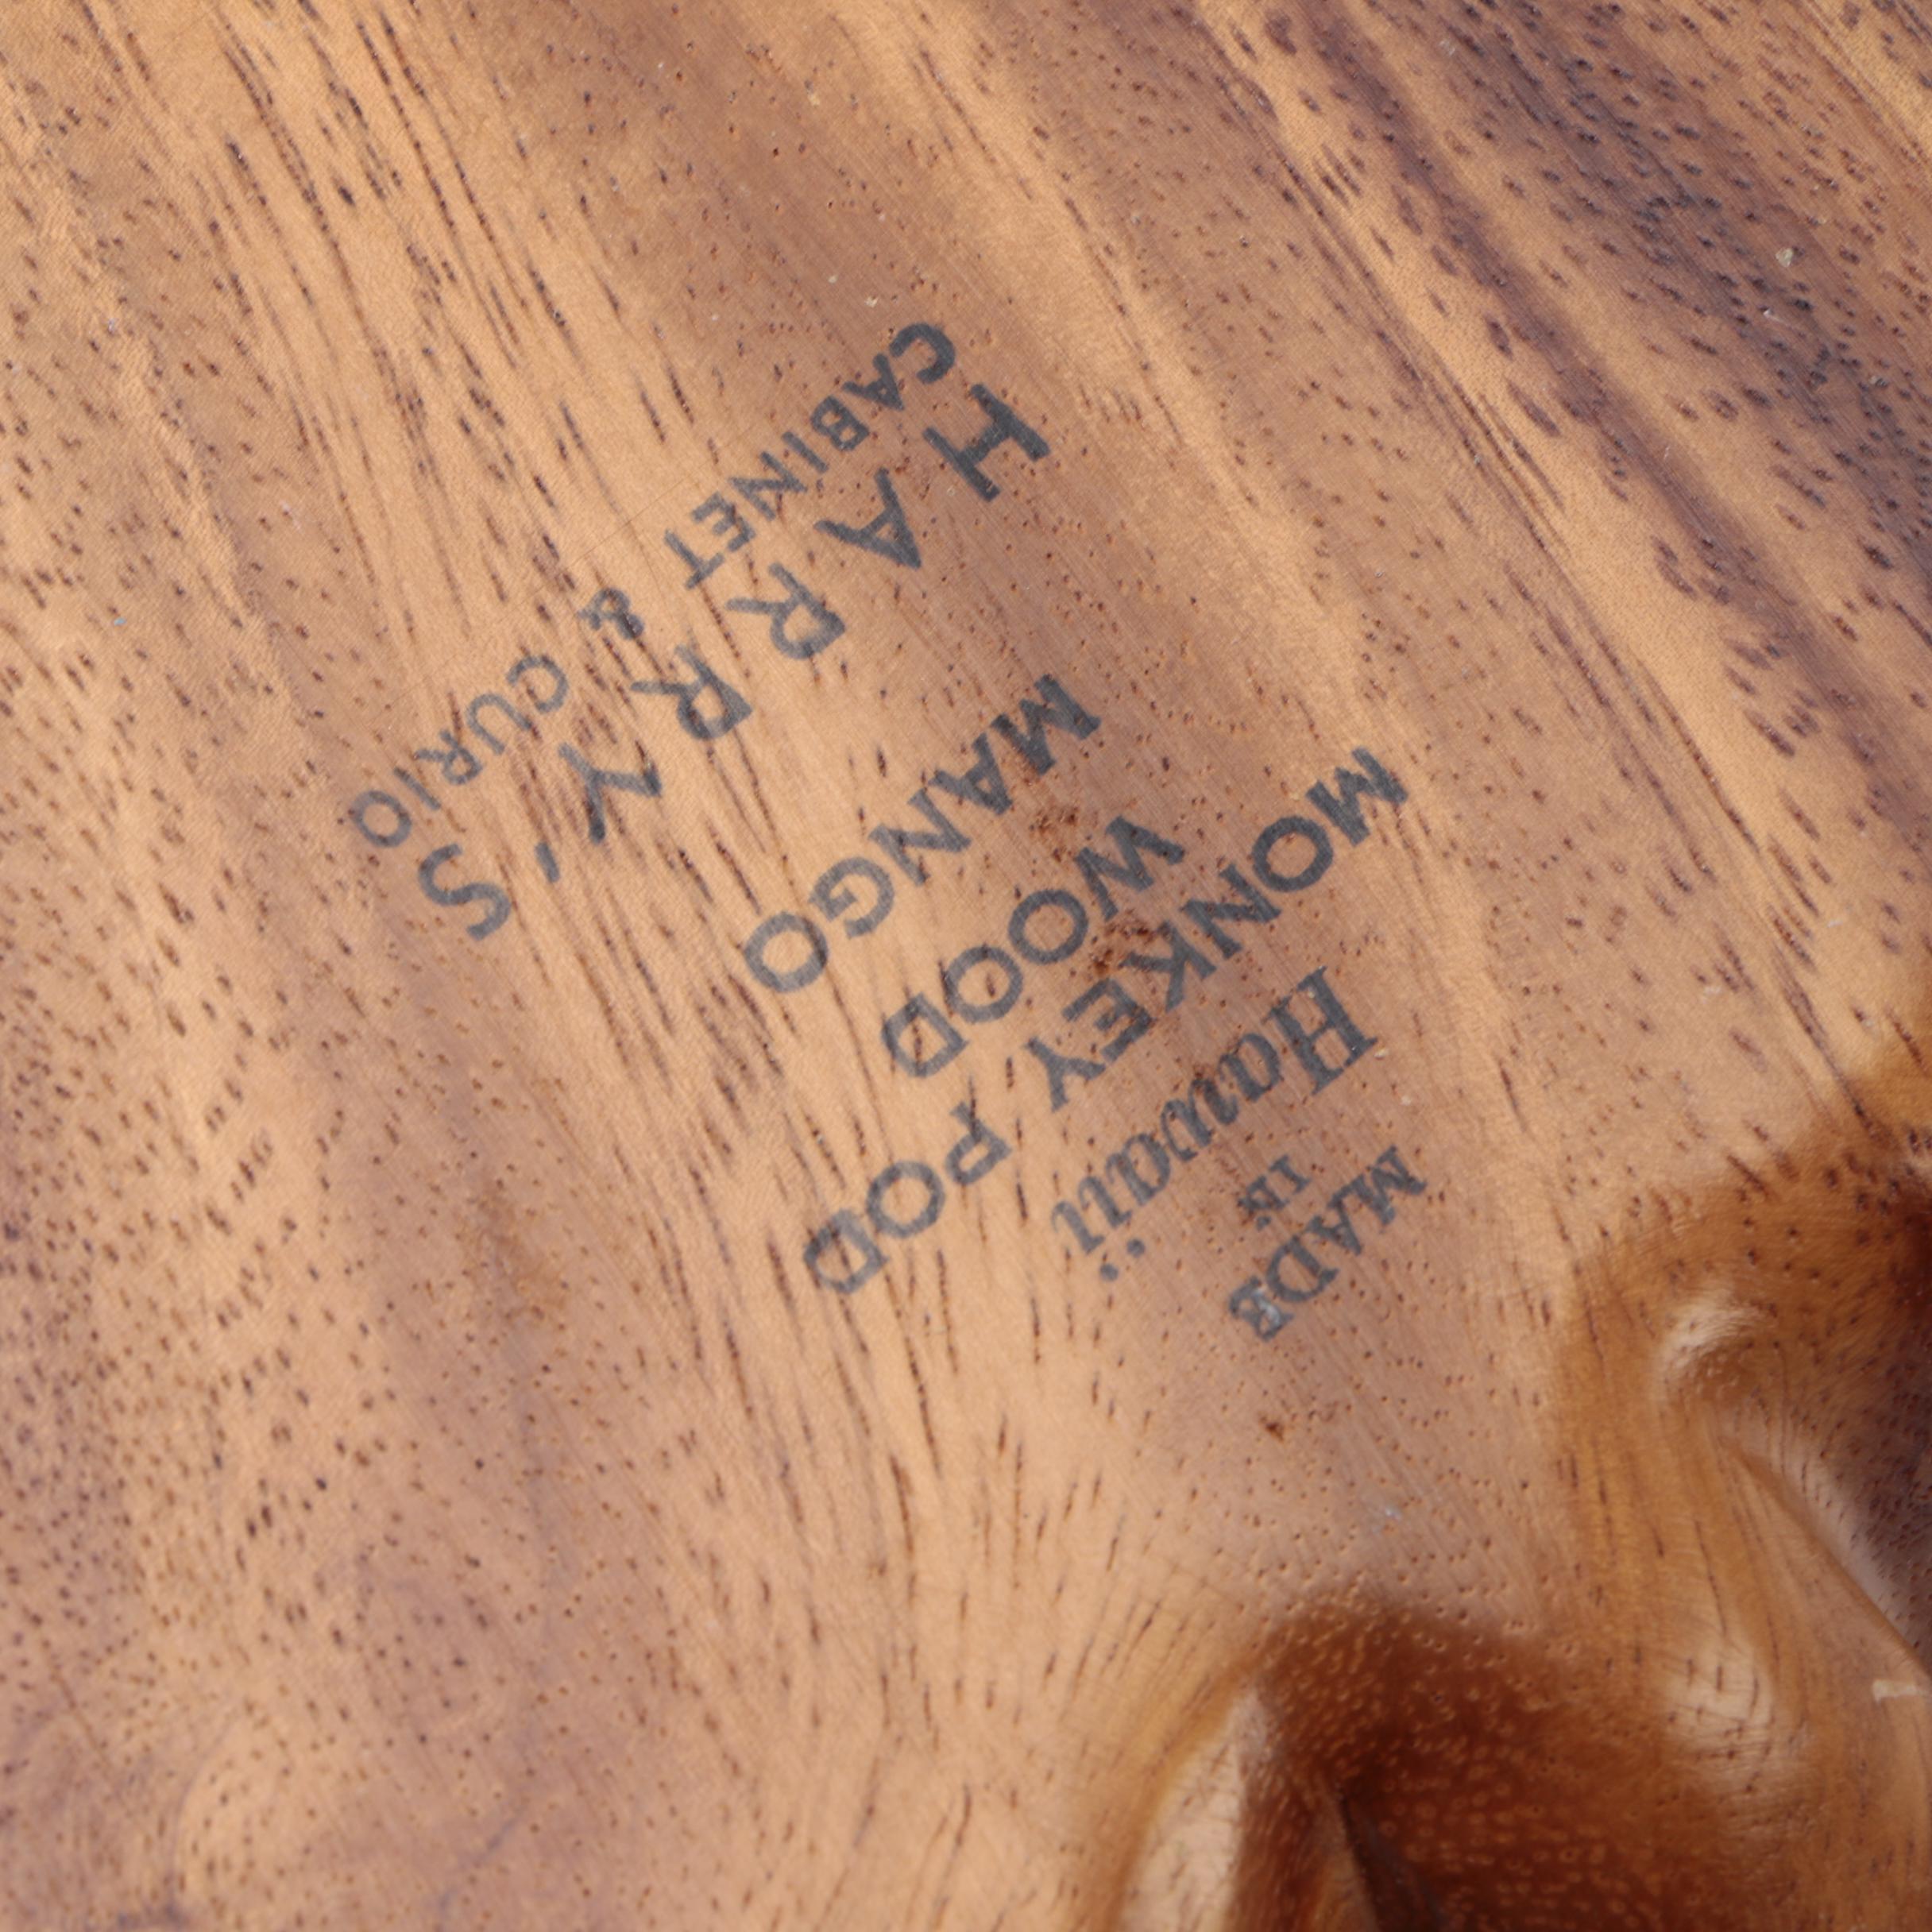 MADE
IN
Hawaii
MONKEY POD
WOOD
MANGO
HARRY'S
CABINET & CURIO